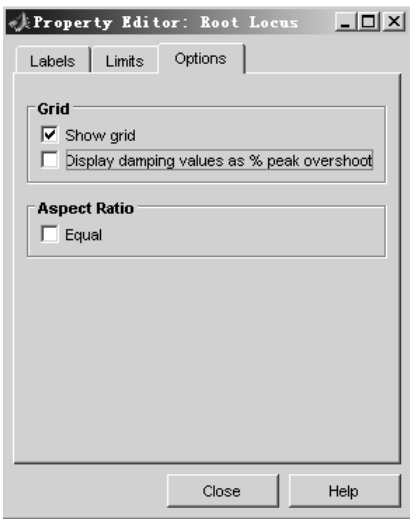 Property Editor: Root Locus
Labels Limits Options
Grid
Show grid
Display damping values as % peak overshoot
Aspect Ratio
Equal
Close Help